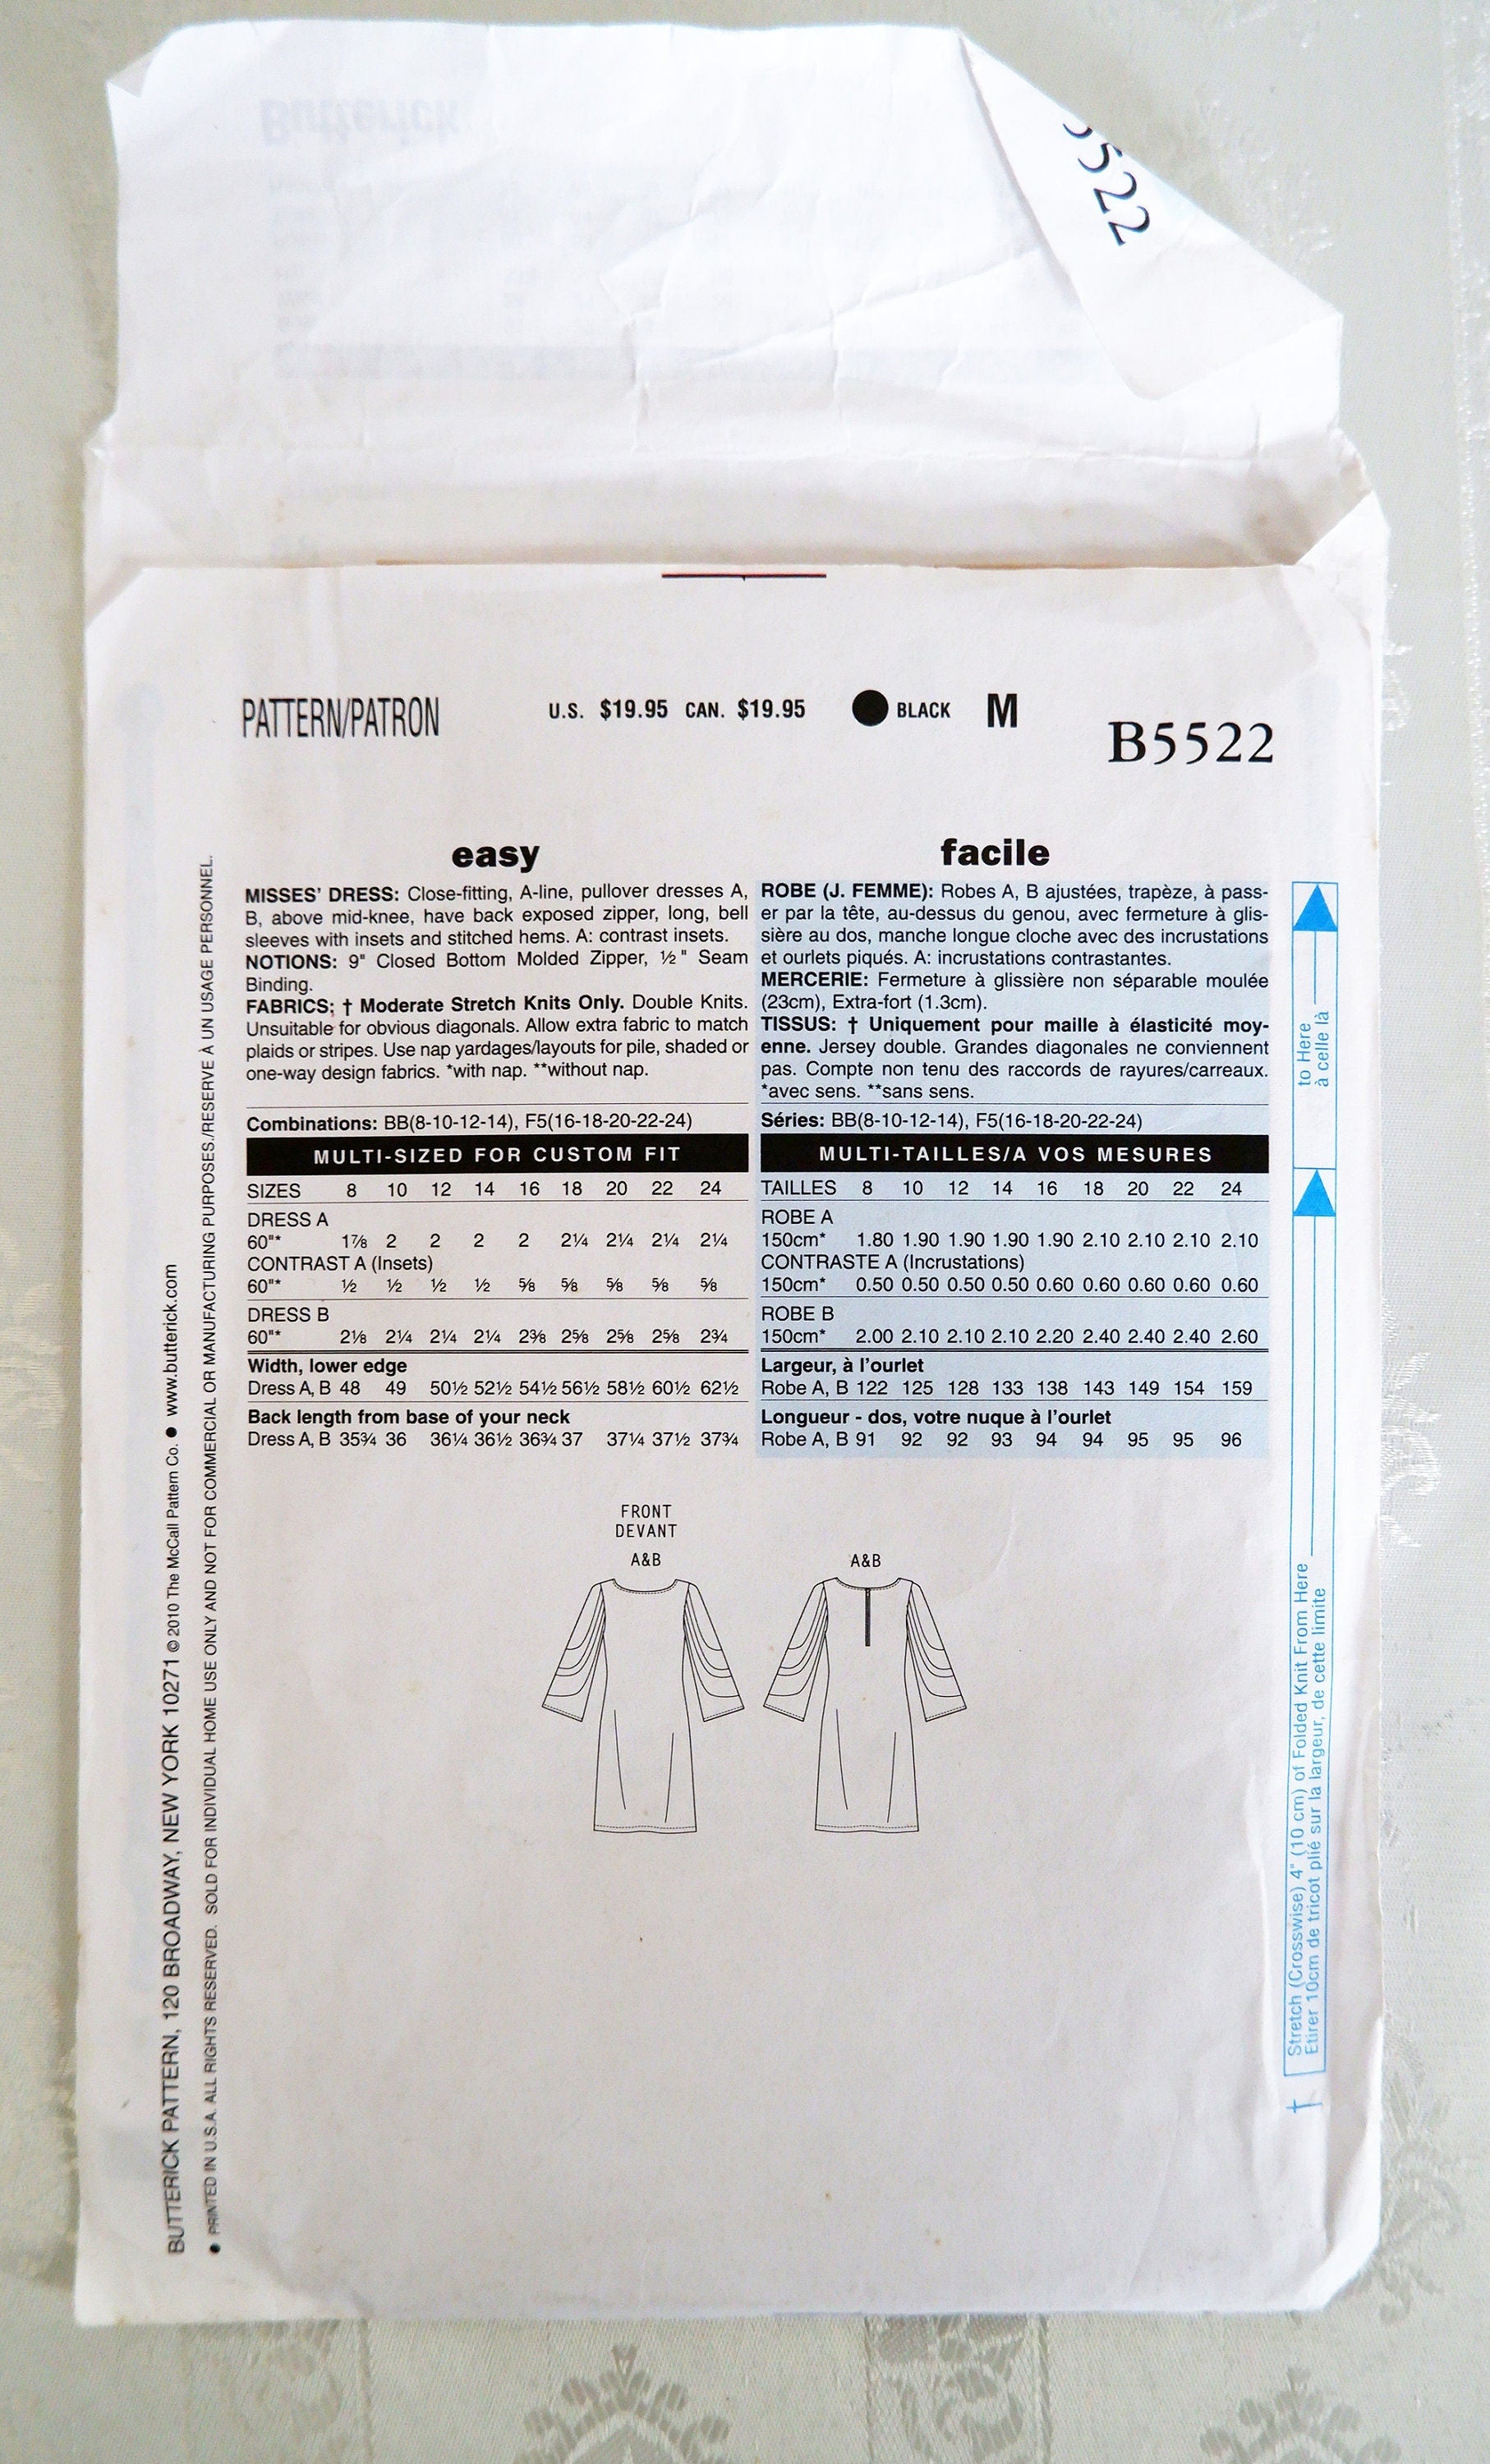 5522
Butterick
PATTERN/PATRON
U.S. $19.95 CAN. $19.95
BLACK
M
B5522
easy
MISSES' DRESS: Close-fitting, A-line, pullover dresses A,
B, above mid-knee, have back exposed zipper, long, bell
sleeves with insets and stitched hems. A: contrast insets.
NOTIONS: 9" Closed Bottom Molded Zipper, ½" Seam
Binding.
FABRICS; † Moderate Stretch Knits Only. Double Knits.
Unsuitable for obvious diagonals. Allow extra fabric to match
plaids or stripes. Use nap yardages/layouts for pile, shaded or
one-way design fabrics. *with nap. **without nap.
Combinations: BB(8-10-12-14), F5(16-18-20-22-24)
MULTI-SIZED FOR CUSTOM FIT
SIZES 8 10 12 14 16 18 20 22 24
DRESS A
60"* 1⅞ 2 2 2 2 2¼ 2¼ 2¼ 2¼
CONTRAST A (Insets)
60"* ½ ½ ½ ½ ⅝ ⅝ ⅝ ⅝ ⅝
DRESS B
60"* 2⅛ 2¼ 2¼ 2¼ 2⅜ 2⅝ 2⅝ 2⅝ 2¾
Width, lower edge
Dress A, B 48 49 50½ 52½ 54½ 56½ 58½ 60½ 62½
Back length from base of your neck
Dress A, B 35¾ 36 36¼ 36½ 36¾ 37 37¼ 37½ 37¾
facile
ROBE (J. FEMME): Robes A, B ajustées, trapèze, à pass-
er par la tête, au-dessus du genou, avec fermeture à glis-
sière au dos, manche longue cloche avec des incrustations
et ourlets piqués. A: incrustations contrastantes.
MERCERIE: Fermeture à glissière non séparable moulée
(23cm), Extra-fort (1.3cm).
TISSUS: † Uniquement pour maille à élasticité moy-
enne. Jersey double. Grandes diagonales ne conviennent
pas. Compte non tenu des raccords de rayures/carreaux.
*avec sens. **sans sens.
Séries: BB(8-10-12-14), F5(16-18-20-22-24)
MULTI-TAILLES/A VOS MESURES
TAILLES 8 10 12 14 16 18 20 22 24
ROBE A
150cm* 1.80 1.90 1.90 1.90 1.90 2.10 2.10 2.10 2.10
CONTRASTE A (Incrustations)
150cm* 0.50 0.50 0.50 0.50 0.60 0.60 0.60 0.60 0.60
ROBE B
150cm* 2.00 2.10 2.10 2.10 2.20 2.40 2.40 2.40 2.60
Largeur, à l'ourlet
Robe A, B 122 125 128 133 138 143 149 154 159
Longueur - dos, votre nuque à l'ourlet
Robe A, B 91 92 92 93 94 94 95 95 96
FRONT
DEVANT
A&B
A&B
BUTTERICK PATTERN, 120 BROADWAY, NEW YORK 10271 © 2010 The McCall Pattern Co. ● www.butterick.com
● PRINTED IN U.S.A. ALL RIGHTS RESERVED. SOLD FOR INDIVIDUAL HOME USE ONLY AND NOT FOR COMMERCIAL OR MANUFACTURING PURPOSES./RESERVE À UN USAGE PERSONNEL.
† Stretch (Crosswise) 4" (10 cm) of Folded Knit From Here
Etirer 10cm de tricot plié sur la largeur, de cette limite
to Here
à celle là